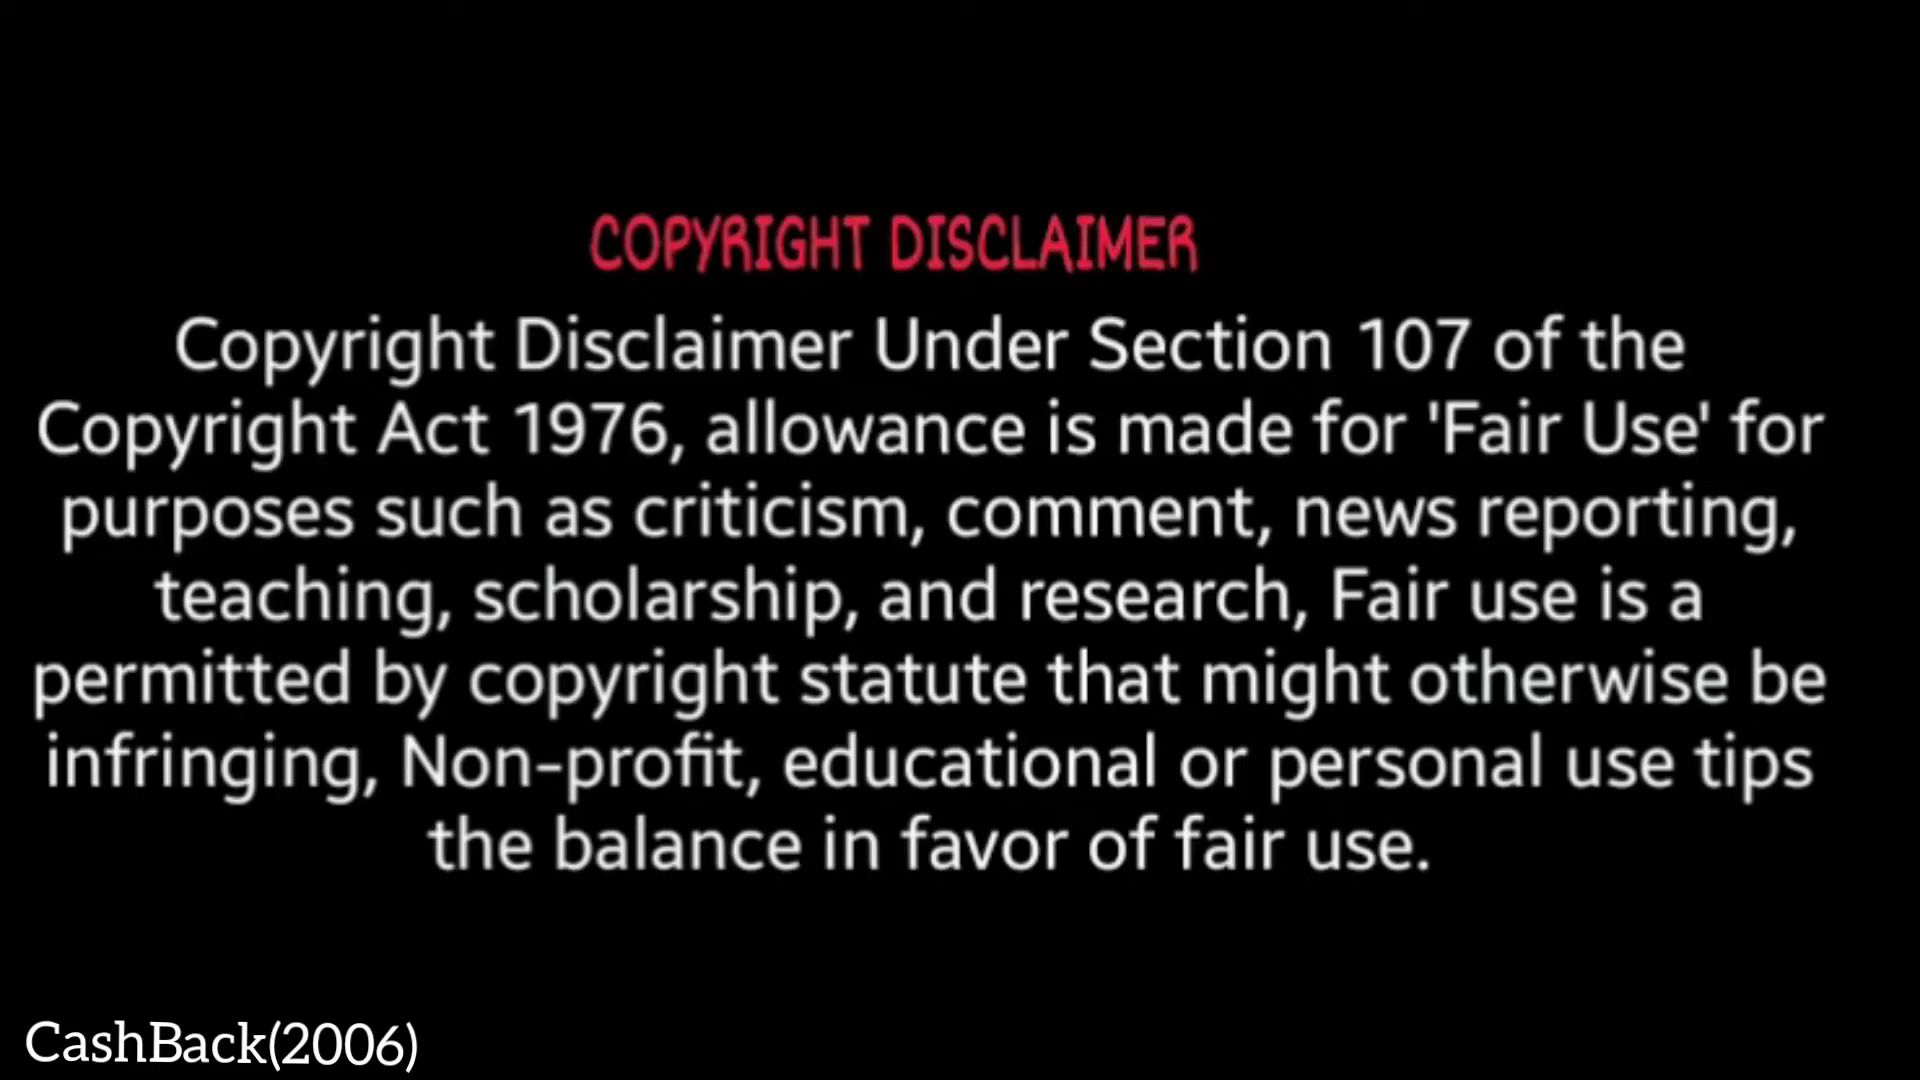 COPYRIGHT DISCLAIMER
Copyright Disclaimer Under Section 107 of the
Copyright Act 1976, allowance is made for 'Fair Use' for
purposes such as criticism, comment, news reporting,
teaching, scholarship, and research, Fair use is a
permitted by copyright statute that might otherwise be
infringing, Non-profit, educational or personal use tips
the balance in favor of fair use.
CashBack(2006)